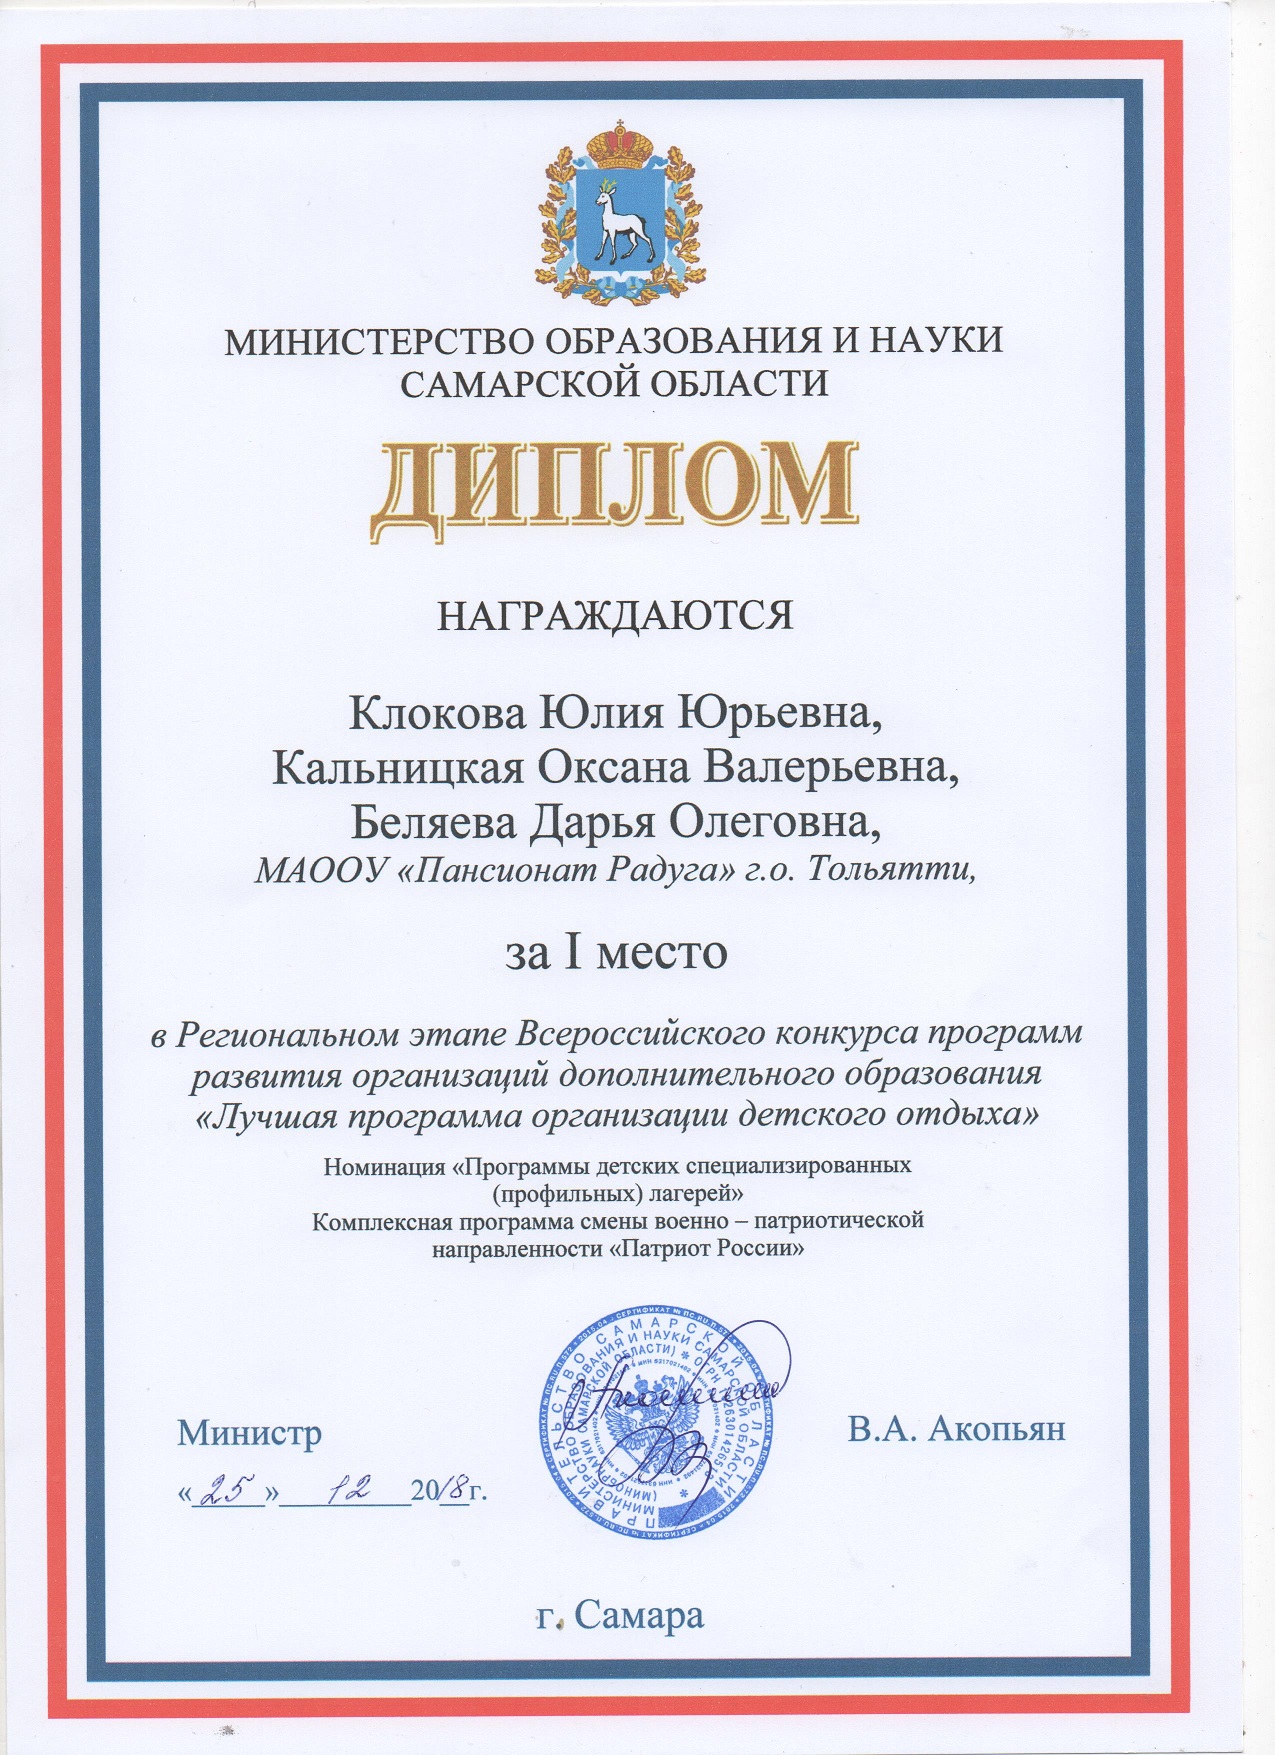 МИНИСТЕРСТВО ОБРАЗОВАНИЯ И НАУКИ
САМАРСКОЙ ОБЛАСТИ
ДИПЛОМ
НАГРАЖДАЮТСЯ
Клокова Юлия Юрьевна,
Кальницкая Оксана Валерьевна,
Беляева Дарья Олеговна,
МАООУ «Пансионат Радуга» г.о. Тольятти,
за I место
в Региональном этапе Всероссийского конкурса программ
развития организаций дополнительного образования
«Лучшая программа организации детского отдыха»
Номинация «Программы детских специализированных
(профильных) лагерей»
Комплексная программа смены военно – патриотической
направленности «Патриот России»
ПРАВИТЕЛЬСТВО САМАРСКОЙ ОБЛАСТИ
МИНИСТЕРСТВО ОБРАЗОВАНИЯ И НАУКИ САМАРСКОЙ ОБЛАСТИ
Министр
В.А. Акопьян
«25» 12 2018 г.
г. Самара